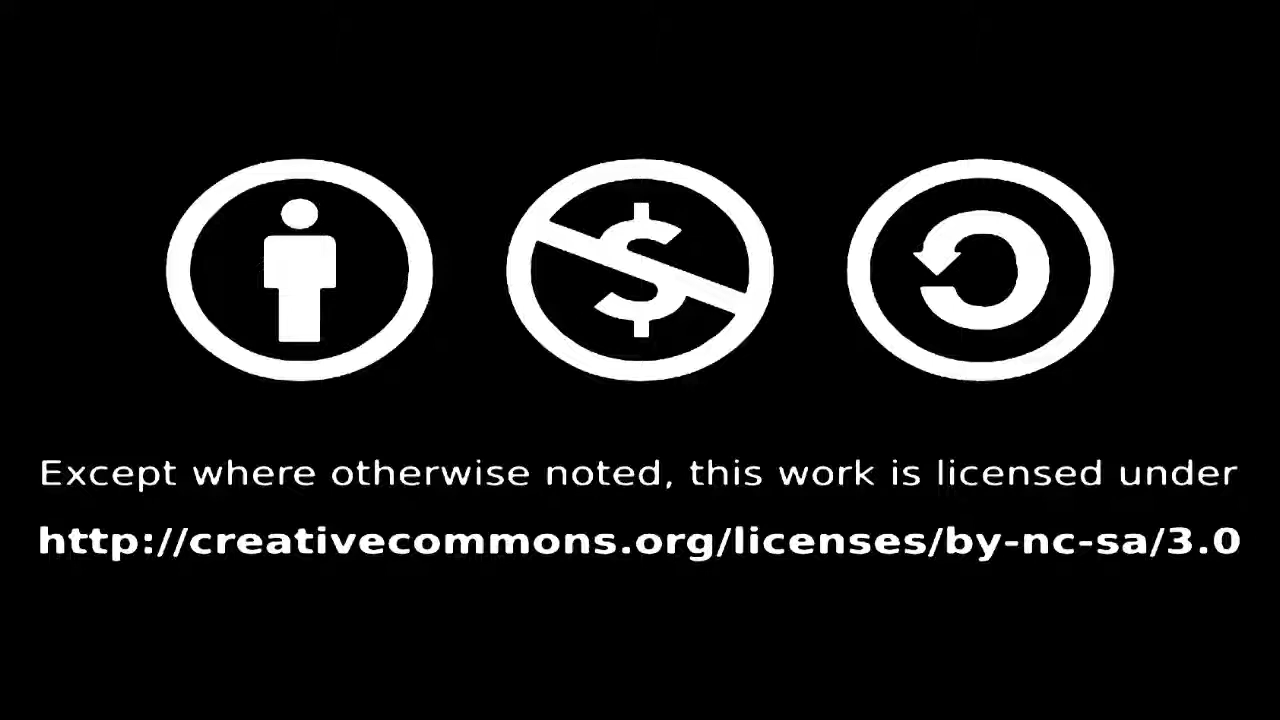 Except where otherwise noted, this work is licensed under
http://creativecommons.org/licenses/by-nc-sa/3.0